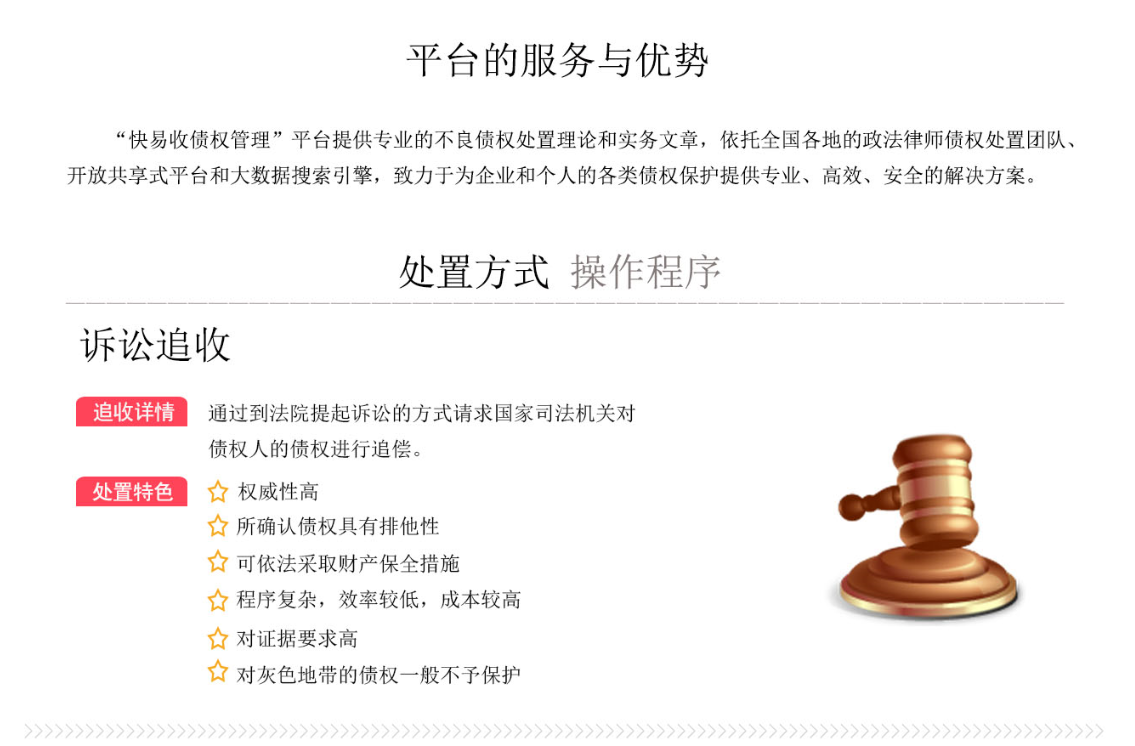 平台的服务与优势
“快易收债权管理”平台提供专业的不良债权处置理论和实务文章，依托全国各地的政法律师债权处置团队、
开放共享式平台和大数据搜索引擎，致力于为企业和个人的各类债权保护提供专业、高效、安全的解决方案。
处置方式 操作程序
诉讼追收
追收详情 通过到法院提起诉讼的方式请求国家司法机关对
债权人的债权进行追偿。
处置特色 权威性高
所确认债权具有排他性
可依法采取财产保全措施
程序复杂，效率较低，成本较高
对证据要求高
对灰色地带的债权一般不予保护